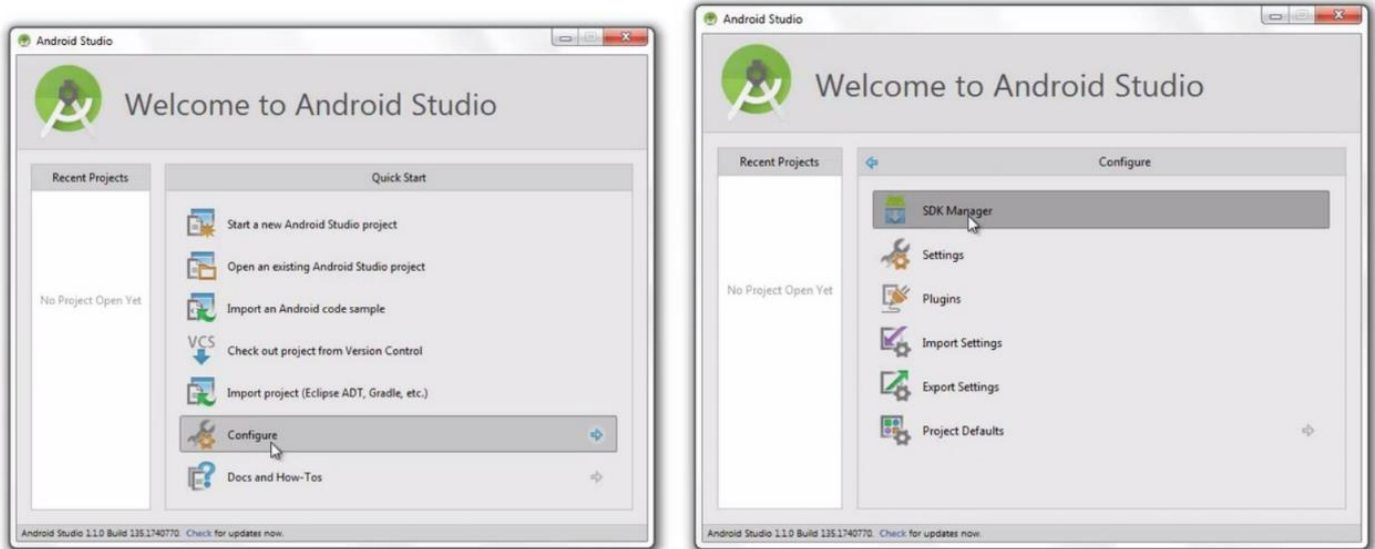 Android Studio
Welcome to Android Studio
Recent Projects
No Project Open Yet
Quick Start
Start a new Android Studio project
Open an existing Android Studio project
Import an Android code sample
VCS
Check out project from Version Control
Import project (Eclipse ADT, Gradle, etc.)
Configure
Docs and How-Tos
Android Studio 1.1.0 Build 135.1740770. Check for updates now.
Android Studio
Welcome to Android Studio
Recent Projects
No Project Open Yet
Configure
SDK Manager
Settings
Plugins
Import Settings
Export Settings
Project Defaults
Android Studio 1.1.0 Build 135.1740770. Check for updates now.